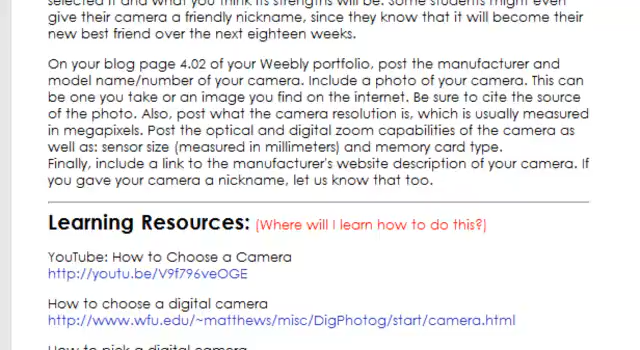 selected it and what you think its strengths will be. Some students might even
give their camera a friendly nickname, since they know that it will become their
new best friend over the next eighteen weeks.
On your blog page 4.02 of your Weebly portfolio, post the manufacturer and
model name/number of your camera. Include a photo of your camera. This can
be one you take or an image you find on the internet. Be sure to cite the source
of the photo. Also, post what the camera resolution is, which is usually measured
in megapixels. Post the optical and digital zoom capabilities of the camera as
well as: sensor size (measured in millimeters) and memory card type.
Finally, include a link to the manufacturer's website description of your camera. If
you gave your camera a nickname, let us know that too.
Learning Resources: (Where will I learn how to do this?)
YouTube: How to Choose a Camera
http://youtu.be/V9f796veOGE
How to choose a digital camera
http://www.wfu.edu/~matthews/misc/DigPhotog/start/camera.html
How to pick a digital camera